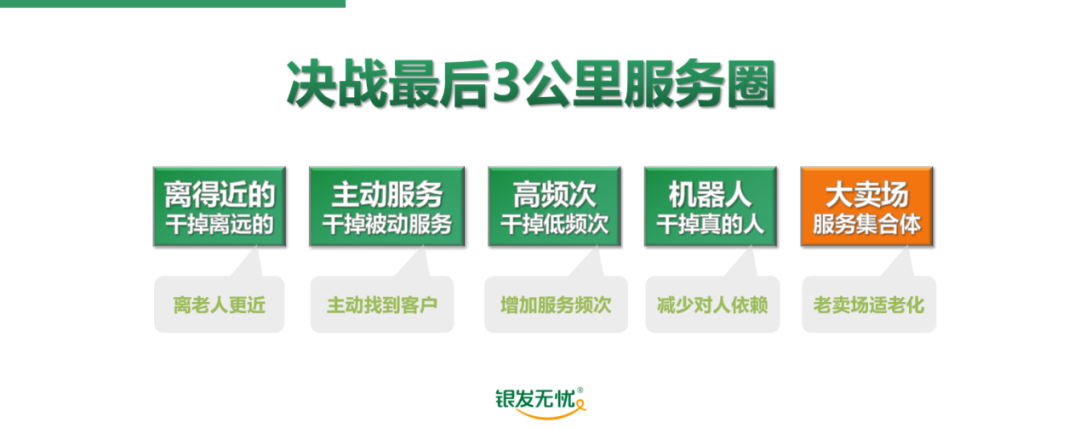 决战最后3公里服务圈
离得近的
干掉离远的
主动服务
干掉被动服务
高频次
干掉低频次
机器人
干掉真的人
大卖场
服务集合体
离老人更近
主动找到客户
增加服务频次
减少对人依赖
老卖场适老化
银发无忧®